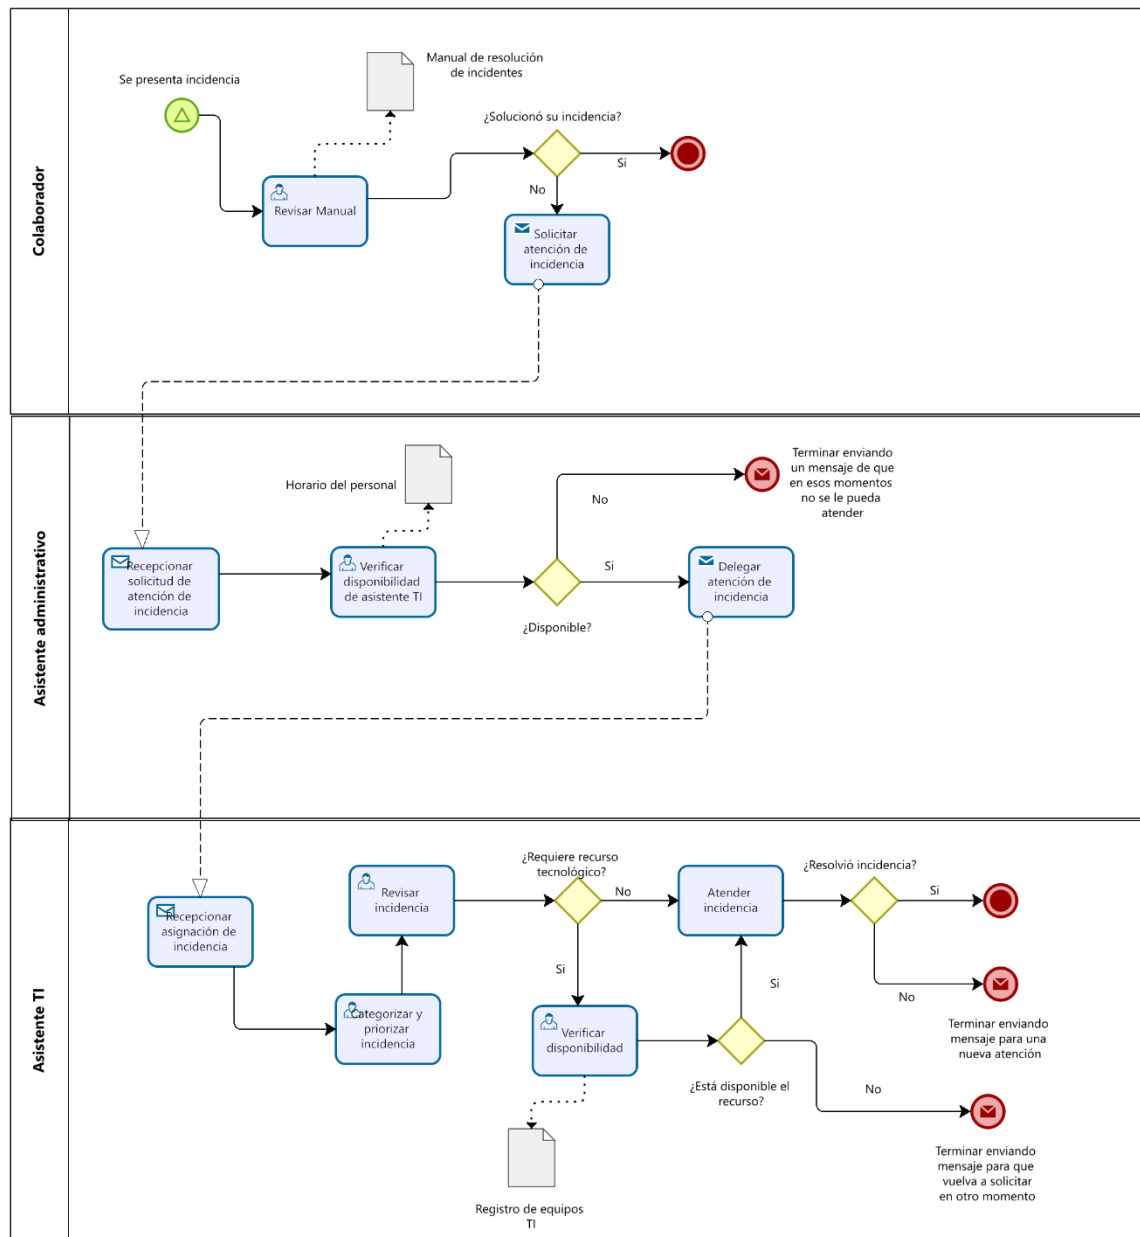 Colaborador
Se presenta incidencia
Manual de resolución
de incidentes
Revisar Manual
¿Solucionó su incidencia?
Si
No
Solicitar
atención de
incidencia
Asistente administrativo
Recepcionar
solicitud de
atención de
incidencia
Horario del personal
Verificar
disponibilidad
de asistente TI
¿Disponible?
No
Si
Terminar enviando
un mensaje de que
en esos momentos
no se le pueda
atender
Delegar
atención de
incidencia
Asistente TI
Recepcionar
asignación de
incidencia
Categorizar y
priorizar
incidencia
Revisar
incidencia
¿Requiere recurso
tecnológico?
No
Si
Verificar
disponibilidad
Registro de equipos
TI
¿Está disponible el
recurso?
Si
No
Atender
incidencia
¿Resolvió incidencia?
Si
No
Terminar enviando
mensaje para una
nueva atención
Terminar enviando
mensaje para que
vuelva a solicitar
en otro momento